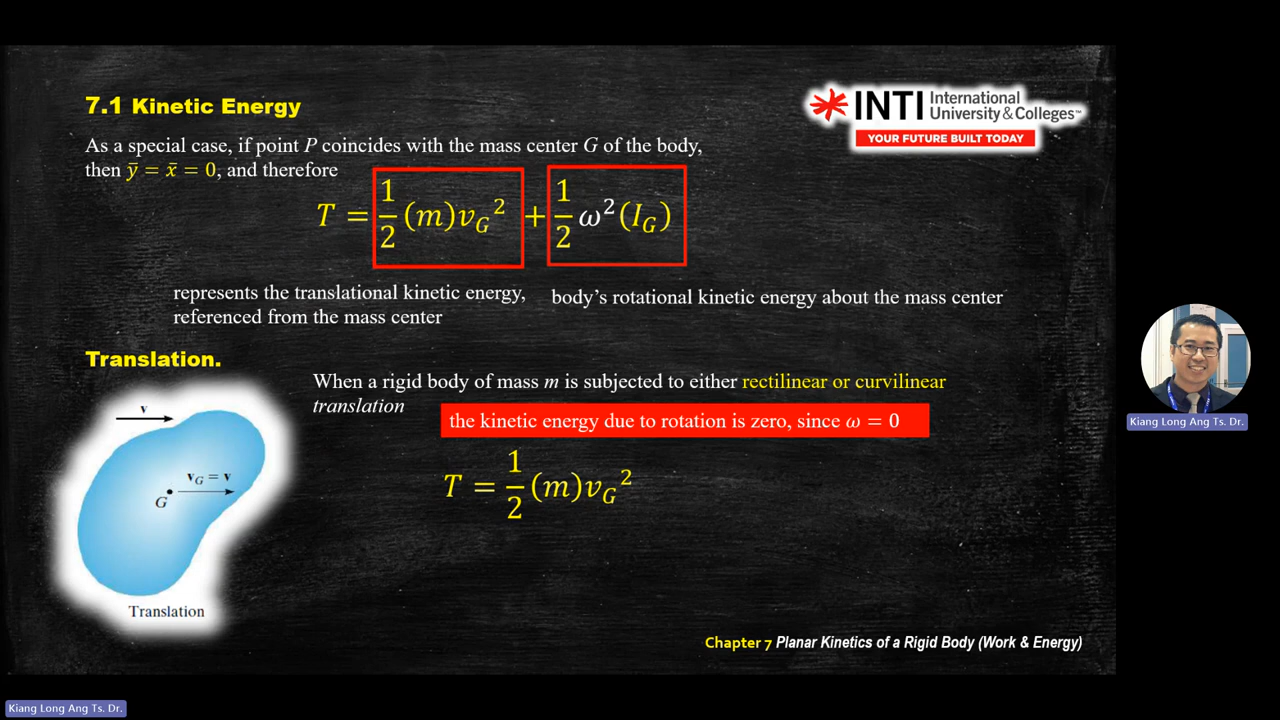 7.1 Kinetic Energy
INTI International
University & Colleges™
YOUR FUTURE BUILT TODAY
As a special case, if point P coincides with the mass center G of the body,
then ȳ = x̄ = 0, and therefore
T = 1/2 (m)v_G² + 1/2 ω²(I_G)
represents the translational kinetic energy,
referenced from the mass center
body's rotational kinetic energy about the mass center
Translation.
When a rigid body of mass m is subjected to either rectilinear or curvilinear
translation
the kinetic energy due to rotation is zero, since ω = 0
T = 1/2 (m)v_G²
v
v_G = v
G
Translation
Chapter 7 Planar Kinetics of a Rigid Body (Work & Energy)
Kiang Long Ang Ts. Dr.
Kiang Long Ang Ts. Dr.